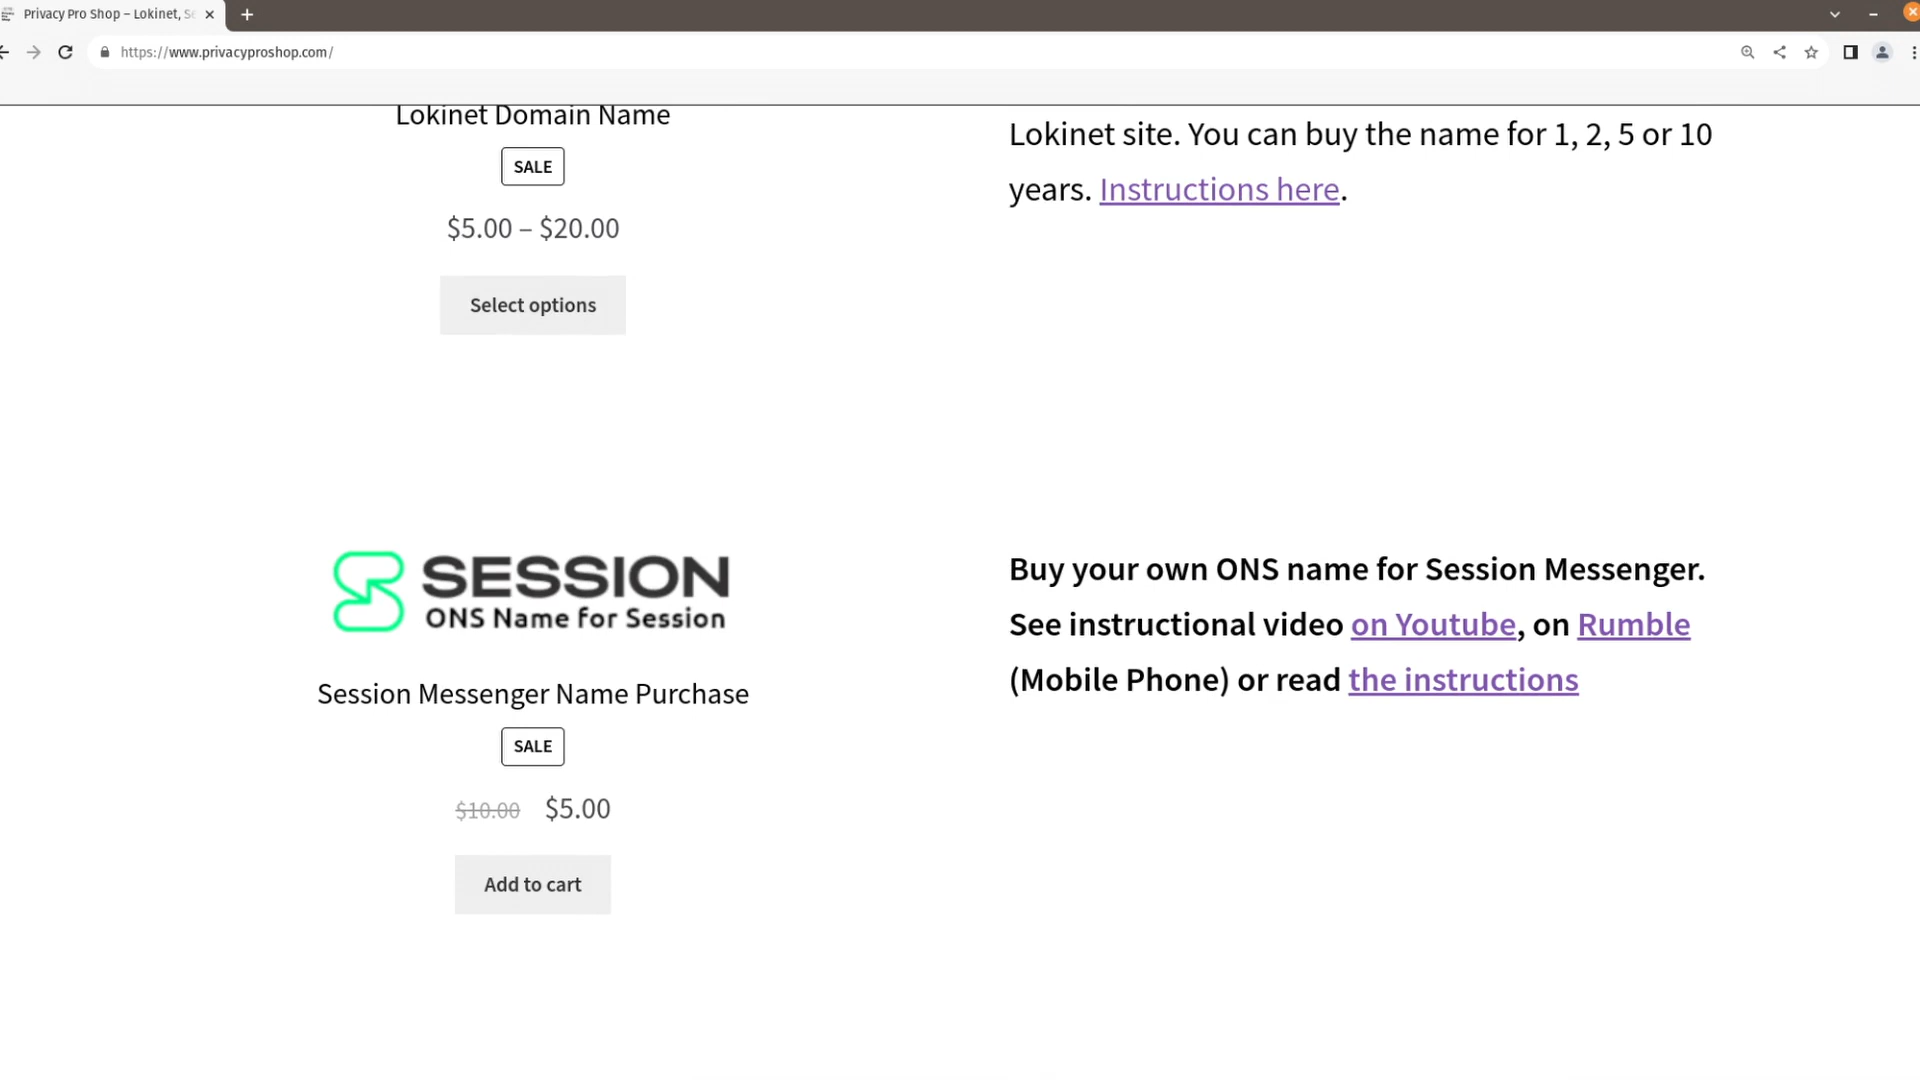 Privacy Pro Shop – Lokinet, Se
https://www.privacyproshop.com/
Lokinet Domain Name
SALE
$5.00 – $20.00
Select options
Lokinet site. You can buy the name for 1, 2, 5 or 10
years. Instructions here.
SESSION
ONS Name for Session
Session Messenger Name Purchase
SALE
$10.00 $5.00
Add to cart
Buy your own ONS name for Session Messenger.
See instructional video on Youtube, on Rumble
(Mobile Phone) or read the instructions